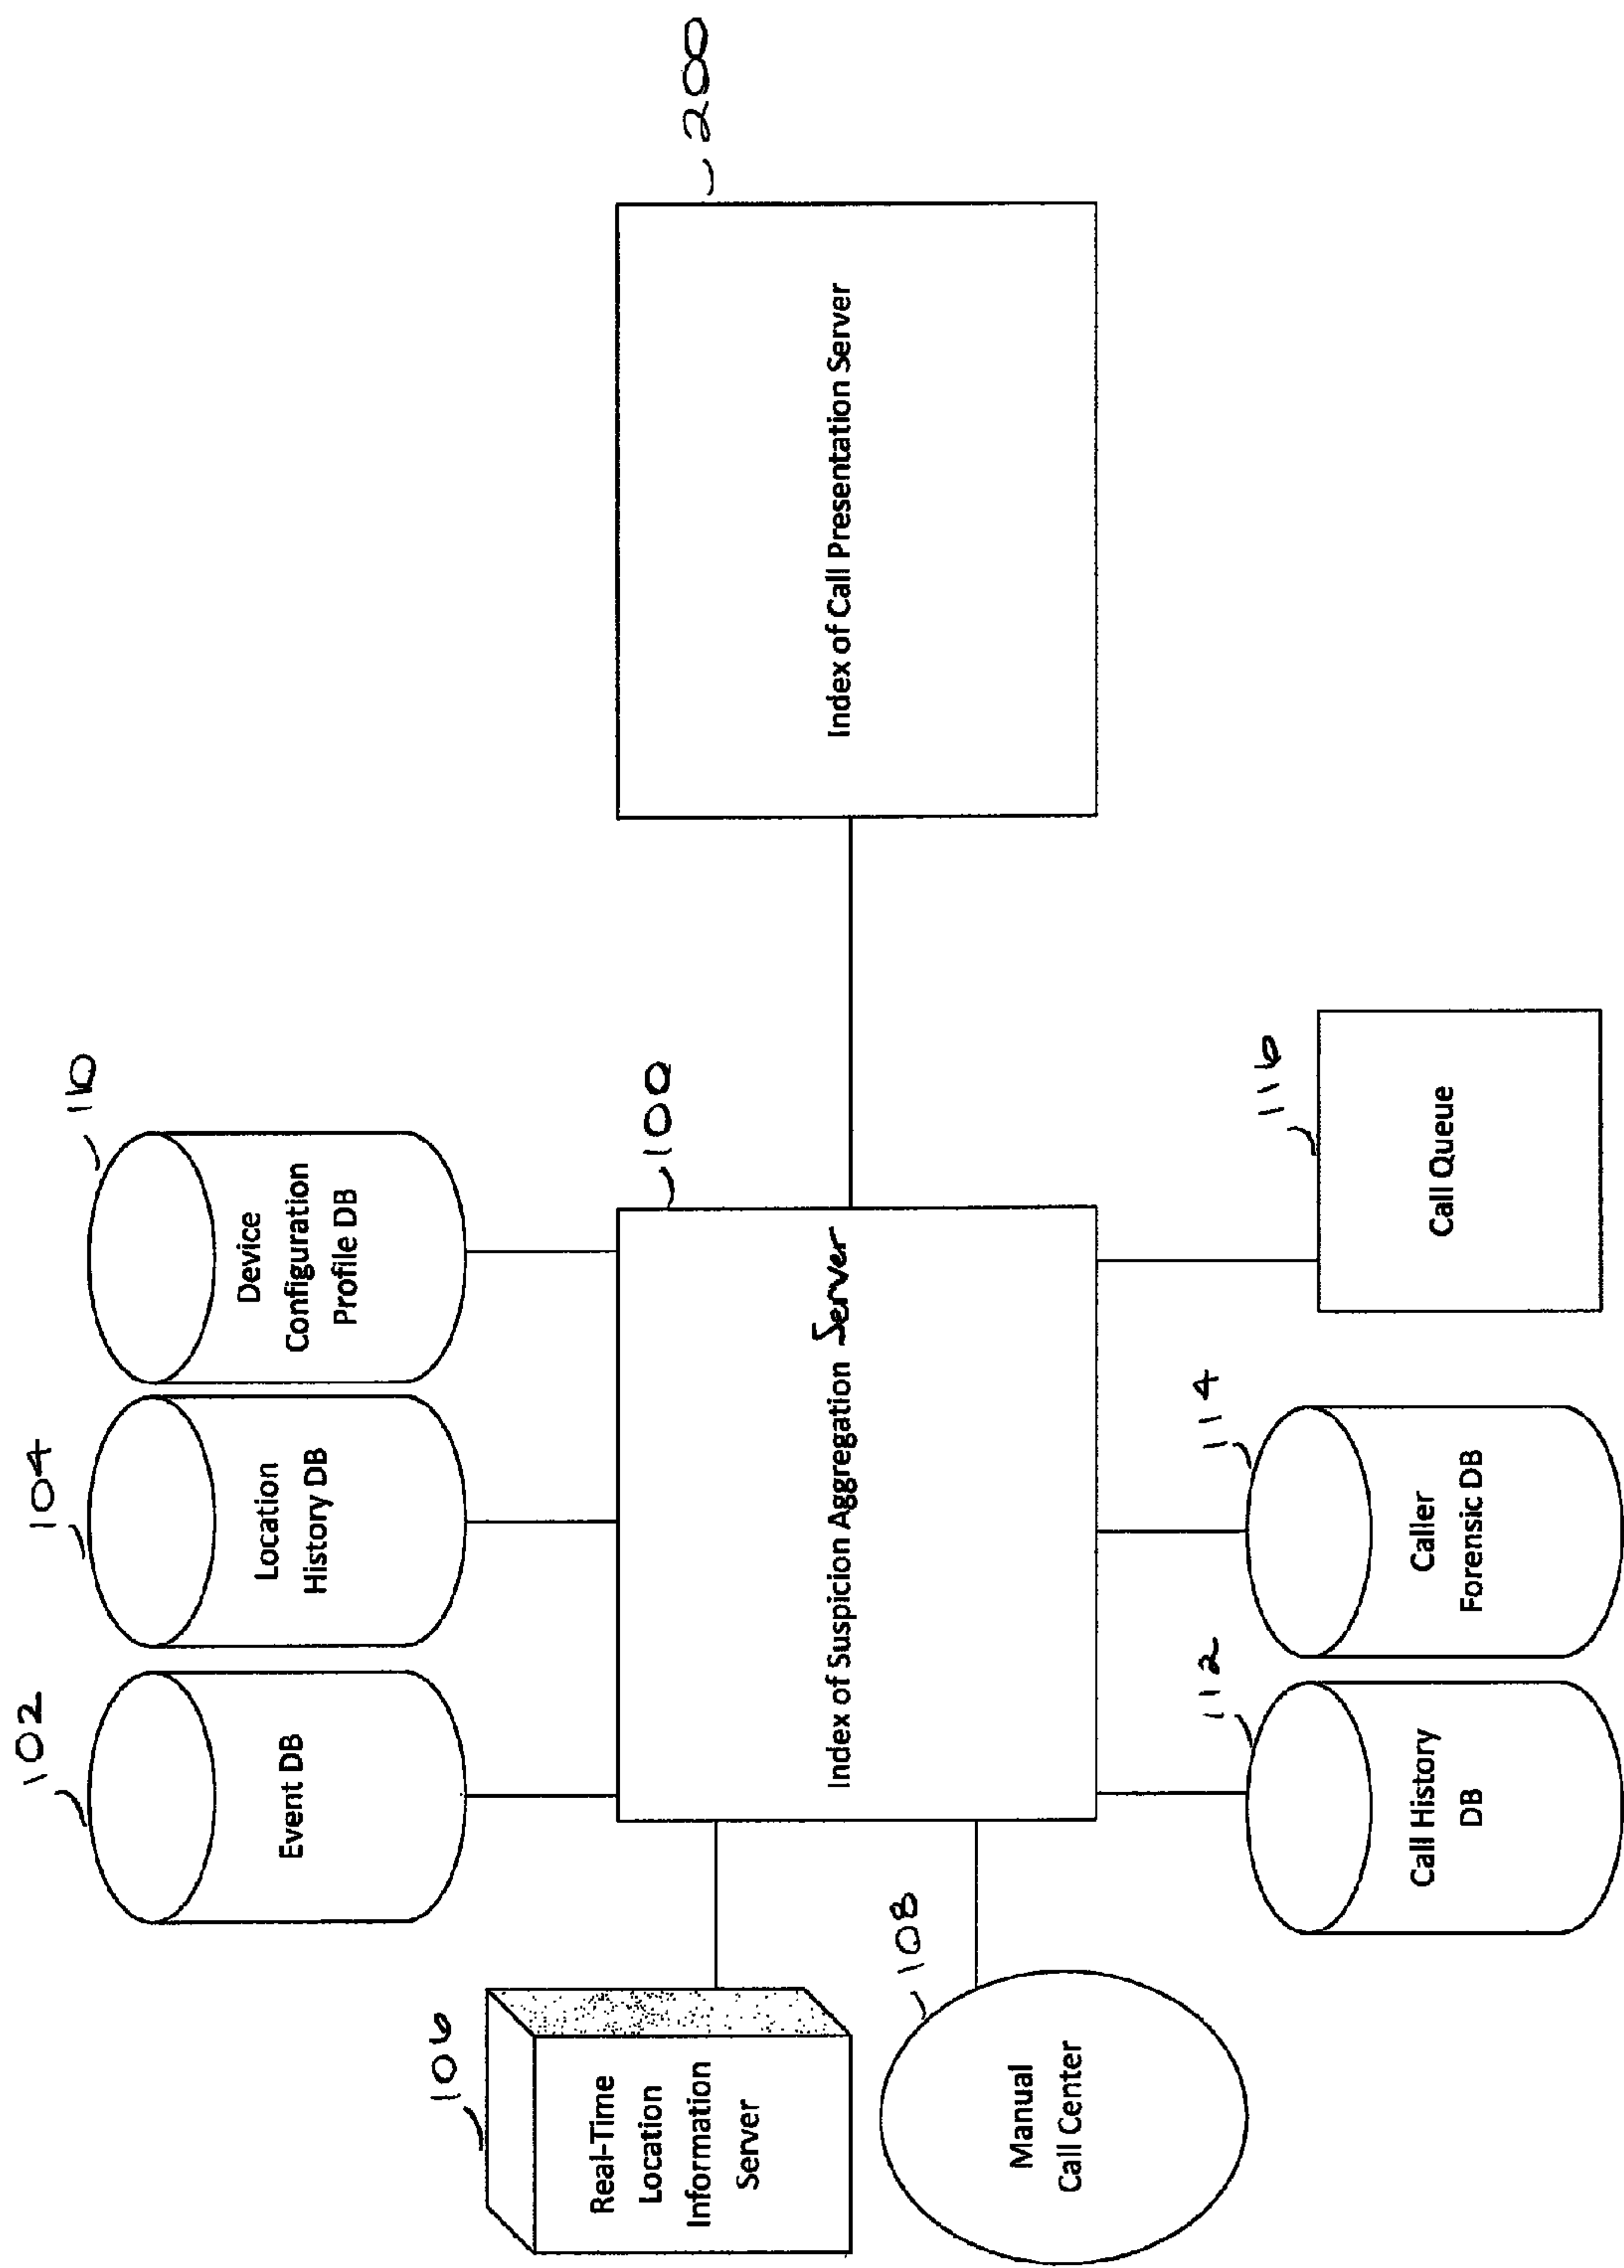 102
Event DB
104
Location
History DB
110
Device
Configuration
Profile DB
106
Real-Time
Location
Information
Server
108
Manual
Call Center
100
Index of Suspicion Aggregation Server
200
Index of Call Presentation Server
112
Call History
DB
114
Caller
Forensic DB
116
Call Queue